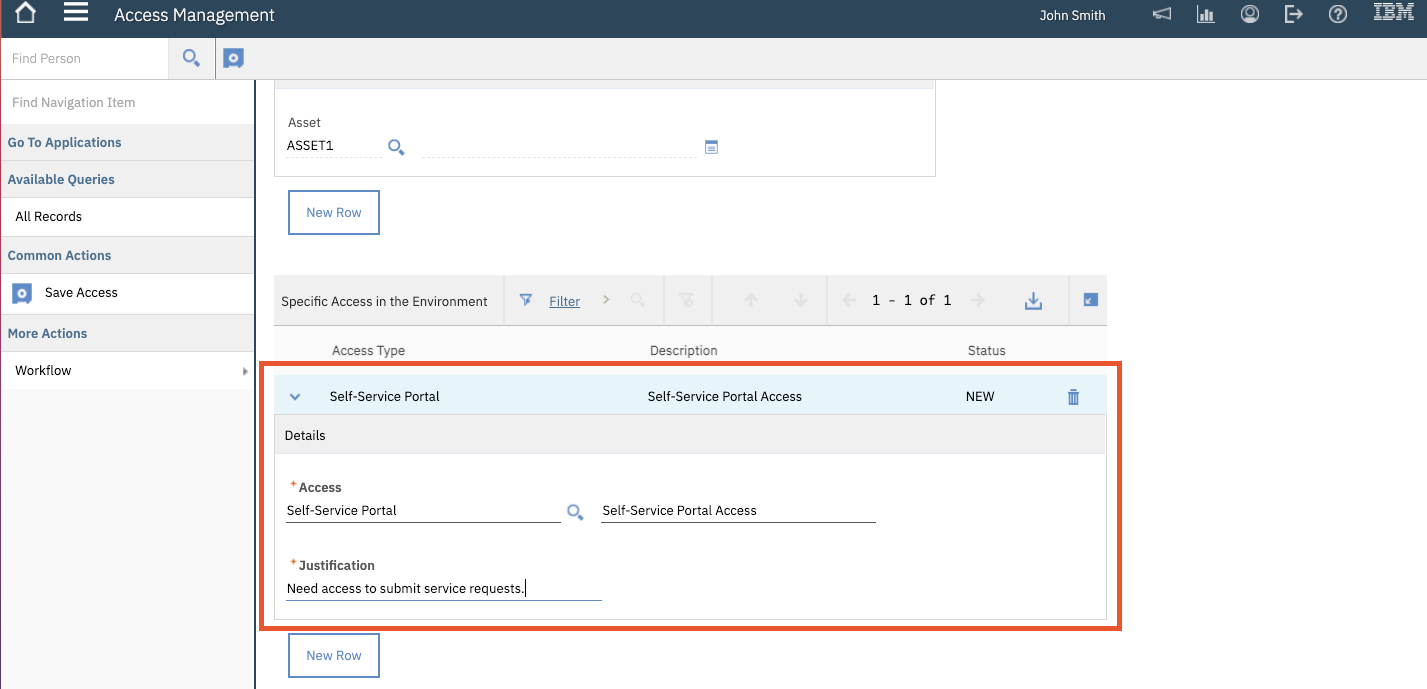 Access Management
John Smith
IBM
Find Person
Find Navigation Item
Go To Applications
Available Queries
All Records
Common Actions
Save Access
More Actions
Workflow
Asset
ASSET1
New Row
Specific Access in the Environment
Filter
1 - 1 of 1
Access Type Description Status
Self-Service Portal Self-Service Portal Access NEW
Details
* Access
Self-Service Portal Self-Service Portal Access
* Justification
Need access to submit service requests.
New Row